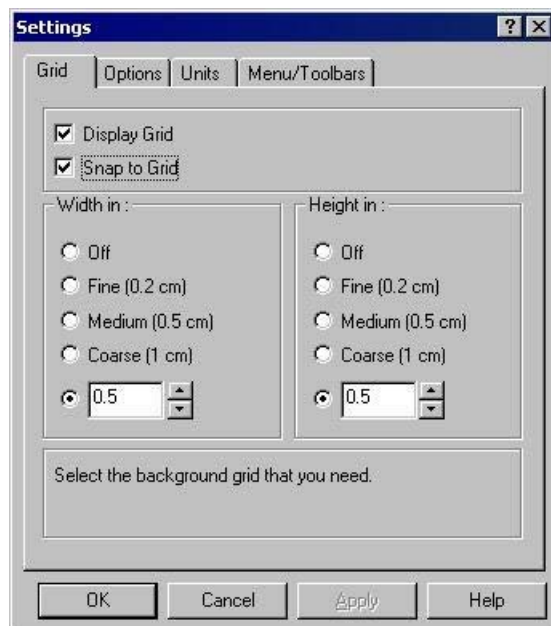 Settings
Grid Options Units Menu/Toolbars
Display Grid
Snap to Grid
Width in :
Off
Fine (0.2 cm)
Medium (0.5 cm)
Coarse (1 cm)
0.5
Height in :
Off
Fine (0.2 cm)
Medium (0.5 cm)
Coarse (1 cm)
0.5
Select the background grid that you need.
OK Cancel Apply Help